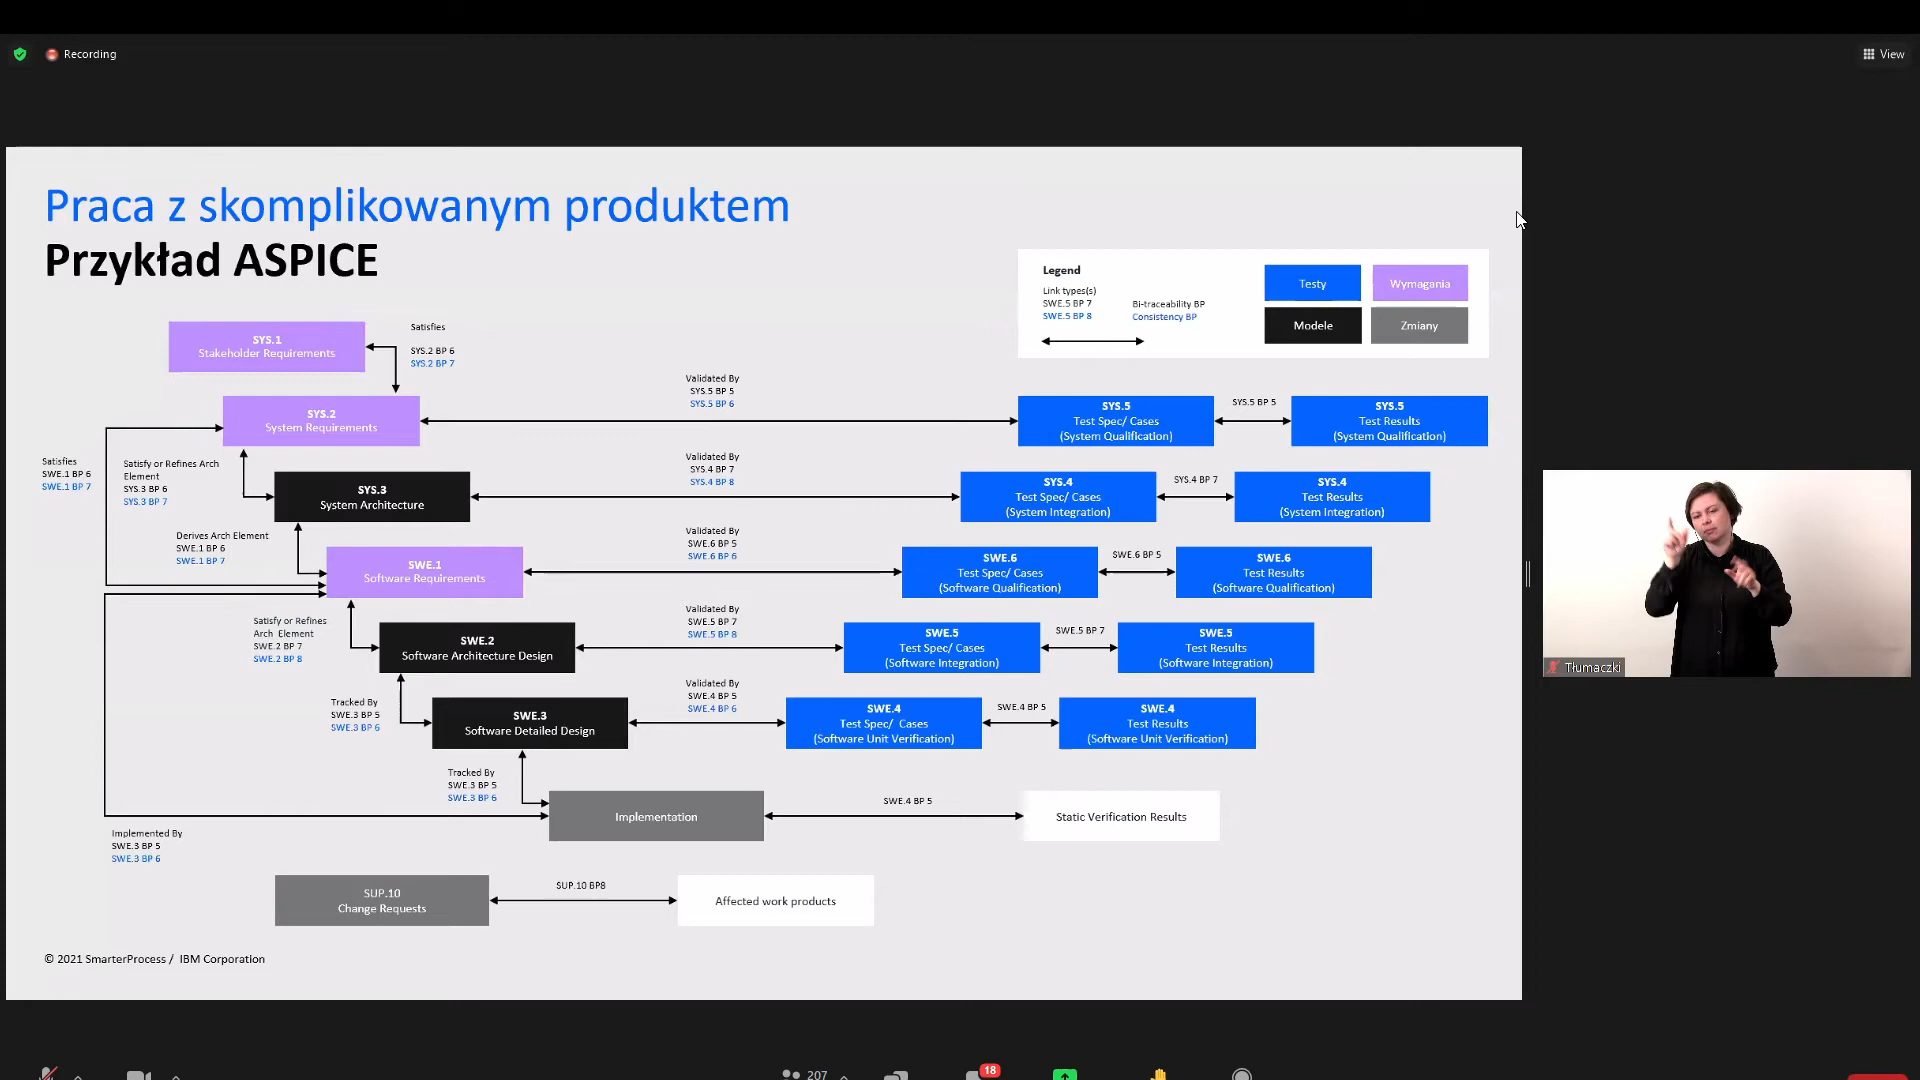 Recording
View
Praca z skomplikowanym produktem
Przykład ASPICE
Legend
Link types(s)
SWE.5 BP 7
SWE.5 BP 8
Bi-traceability BP
Consistency BP
Testy
Wymagania
Modele
Zmiany
SYS.1
Stakeholder Requirements
Satisfies
SYS.2 BP 6
SYS.2 BP 7
SYS.2
System Requirements
Validated By
SYS.5 BP 5
SYS.5 BP 6
SYS.5
Test Spec/ Cases
(System Qualification)
SYS.5 BP 5
SYS.5
Test Results
(System Qualification)
Satisfies
SWE.1 BP 6
SWE.1 BP 7
Satisfy or Refines Arch
Element
SYS.3 BP 6
SYS.3 BP 7
SYS.3
System Architecture
Validated By
SYS.4 BP 7
SYS.4 BP 8
SYS.4
Test Spec/ Cases
(System Integration)
SYS.4 BP 7
SYS.4
Test Results
(System Integration)
Derives Arch Element
SWE.1 BP 6
SWE.1 BP 7
SWE.1
Software Requirements
Validated By
SWE.6 BP 5
SWE.6 BP 6
SWE.6
Test Spec/ Cases
(Software Qualification)
SWE.6 BP 5
SWE.6
Test Results
(Software Qualification)
Satisfy or Refines
Arch Element
SWE.2 BP 7
SWE.2 BP 8
SWE.2
Software Architecture Design
Validated By
SWE.5 BP 7
SWE.5 BP 8
SWE.5
Test Spec/ Cases
(Software Integration)
SWE.5 BP 7
SWE.5
Test Results
(Software Integration)
Tracked By
SWE.3 BP 5
SWE.3 BP 6
SWE.3
Software Detailed Design
Validated By
SWE.4 BP 5
SWE.4 BP 6
SWE.4
Test Spec/ Cases
(Software Unit Verification)
SWE.4 BP 5
SWE.4
Test Results
(Software Unit Verification)
Tracked By
SWE.3 BP 5
SWE.3 BP 6
Implementation
SWE.4 BP 5
Static Verification Results
Implemented By
SWE.3 BP 5
SWE.3 BP 6
SUP.10
Change Requests
SUP.10 BP8
Affected work products
© 2021 SmarterProcess / IBM Corporation
Tłumaczki
207
18